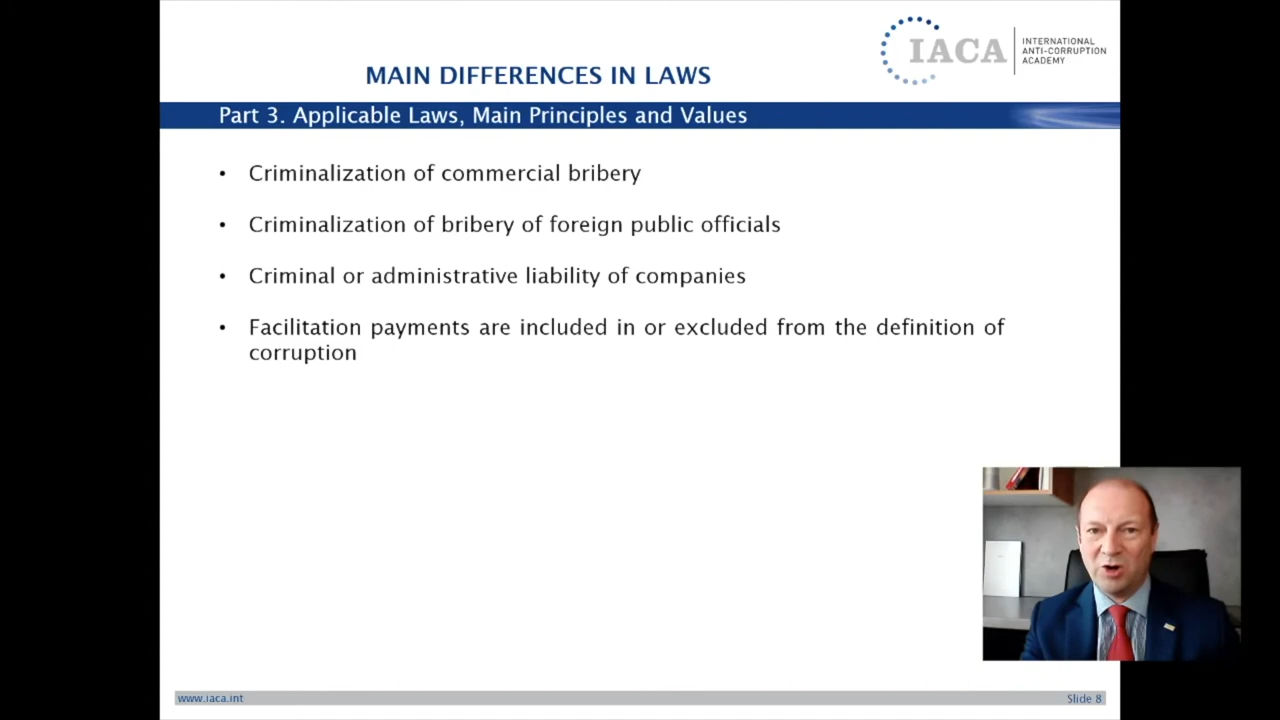 IACA
INTERNATIONAL
ANTI-CORRUPTION
ACADEMY
MAIN DIFFERENCES IN LAWS
Part 3. Applicable Laws, Main Principles and Values
• Criminalization of commercial bribery
• Criminalization of bribery of foreign public officials
• Criminal or administrative liability of companies
• Facilitation payments are included in or excluded from the definition of
corruption
www.iaca.int
Slide 8